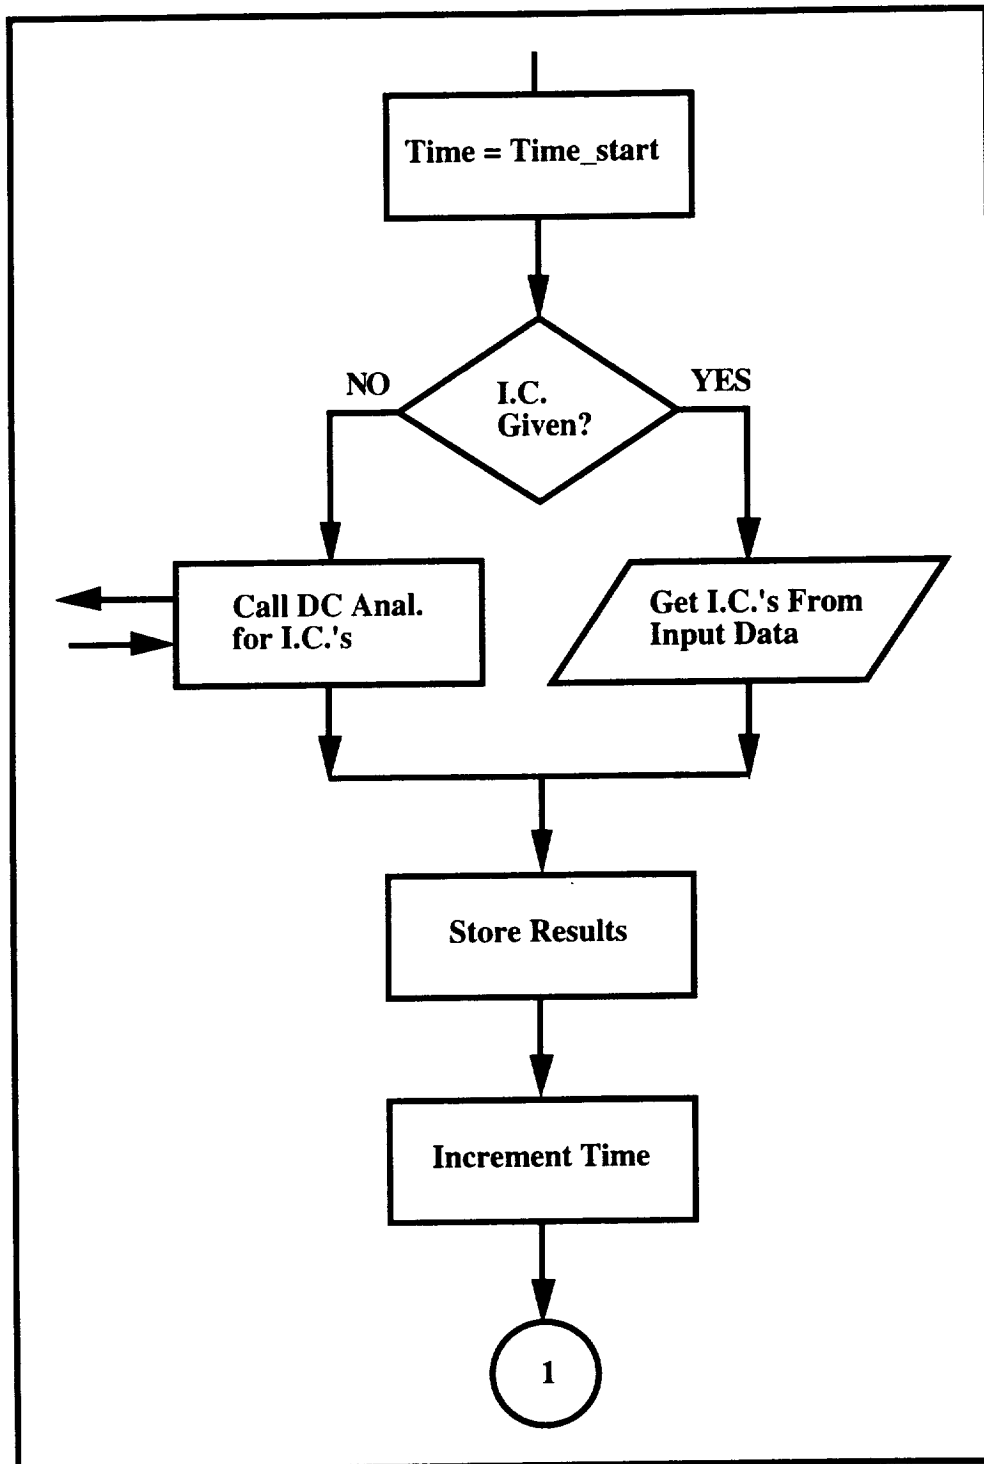 Time = Time_start
NO
YES
I.C.
Given?
Call DC Anal.
for I.C.'s
Get I.C.'s From
Input Data
Store Results
Increment Time
1